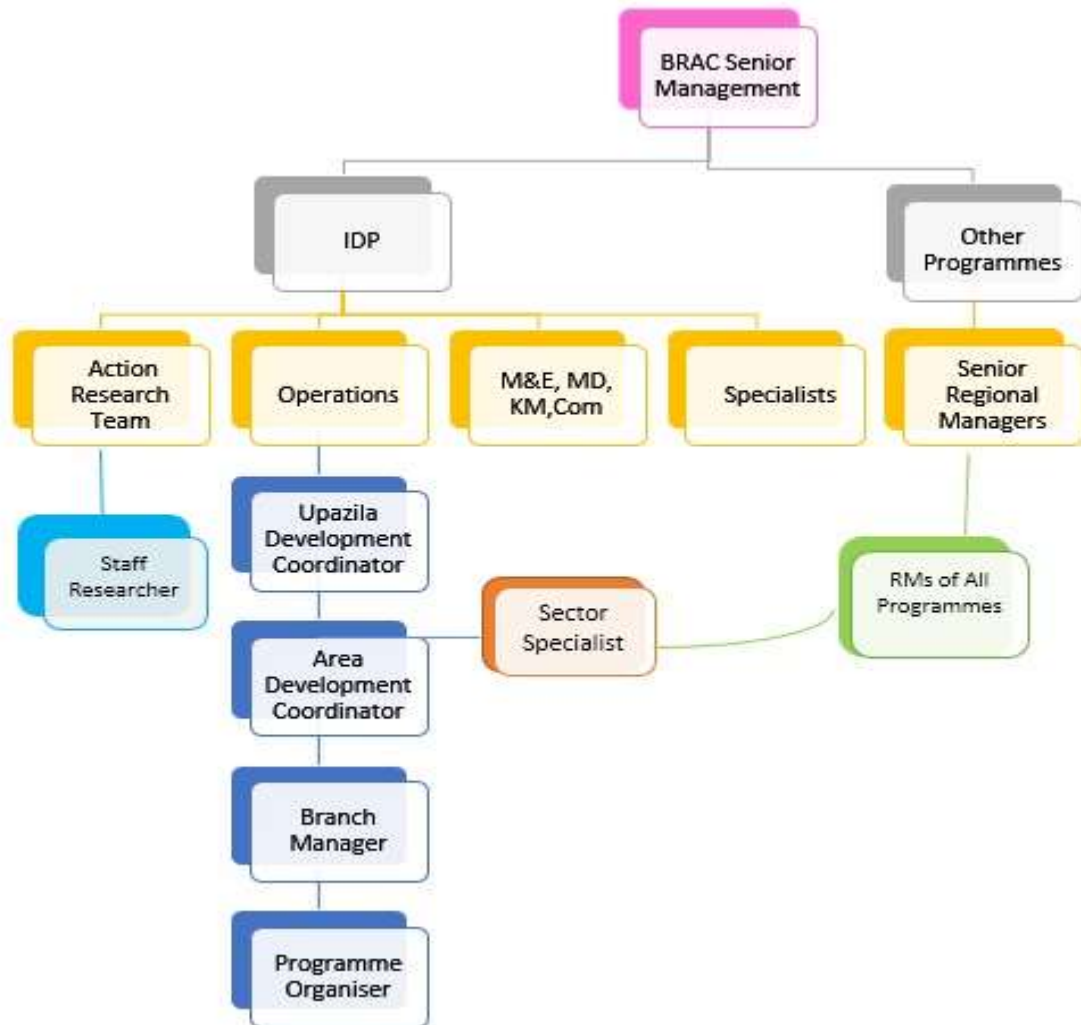 BRAC Senior
Management
IDP
Other
Programmes
Action
Research
Team
Operations
M&E, MD,
KM,Com
Specialists
Senior
Regional
Managers
Staff
Researcher
Upazila
Development
Coordinator
Sector
Specialist
RMs of All
Programmes
Area
Development
Coordinator
Branch
Manager
Programme
Organiser